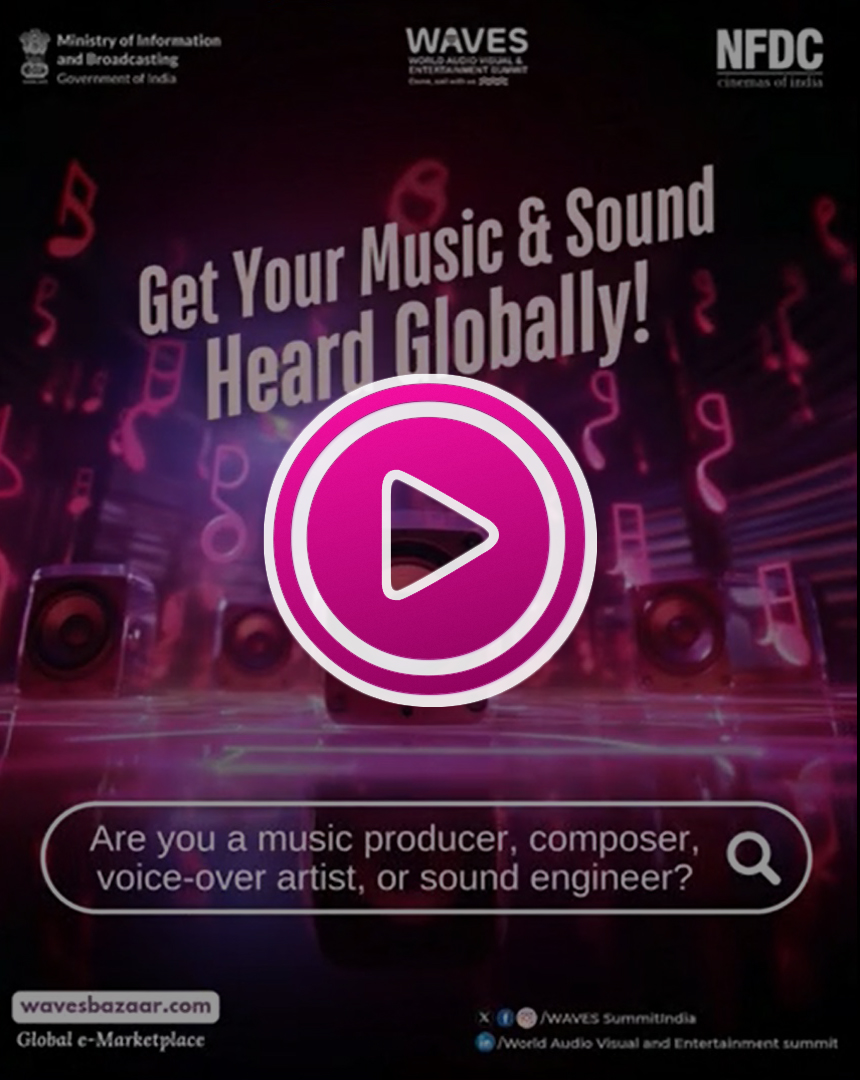 Ministry of Information
and Broadcasting
Government of India
WAVES
WORLD AUDIO VISUAL &
ENTERTAINMENT SUMMIT
NFDC
cinemas of india
Get Your Music & Sound
Heard Globally!
Are you a music producer, composer,
voice-over artist, or sound engineer?
wavesbazaar.com
Global e-Marketplace
/WAVES SummitIndia
/World Audio Visual and Entertainment summit